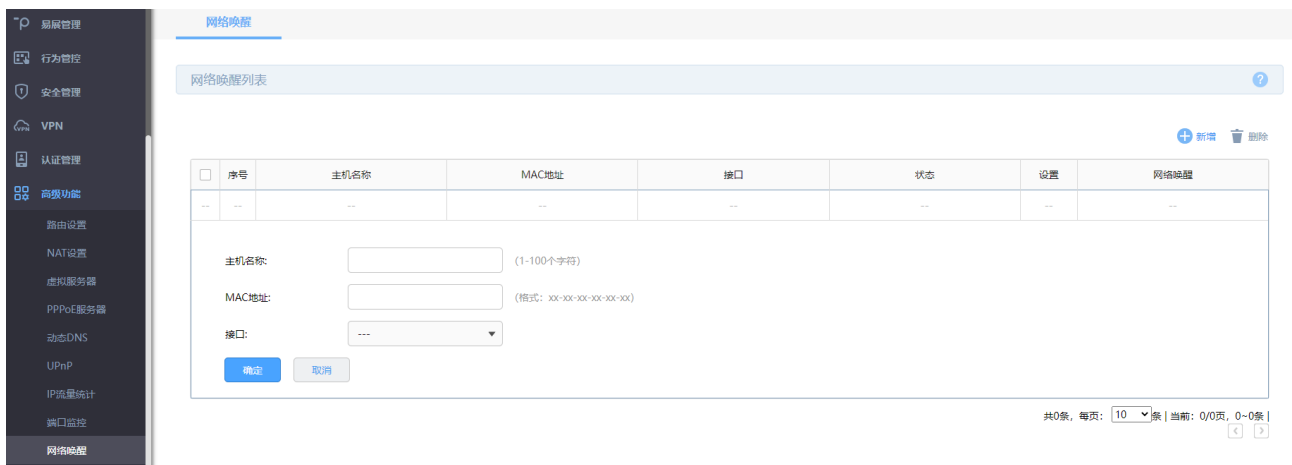 易展管理
行为管控
安全管理
VPN
认证管理
高级功能
路由设置
NAT设置
虚拟服务器
PPPoE服务器
动态DNS
UPnP
IP流量统计
端口监控
网络唤醒
网络唤醒
网络唤醒列表
?
新增 删除
序号 主机名称 MAC地址 接口 状态 设置 网络唤醒
-- -- -- -- -- -- -- --
主机名称: (1-100个字符)
MAC地址: (格式: xx-xx-xx-xx-xx-xx)
接口: ---
确定 取消
共0条, 每页: 10 条 | 当前: 0/0页, 0~0条 |
< >